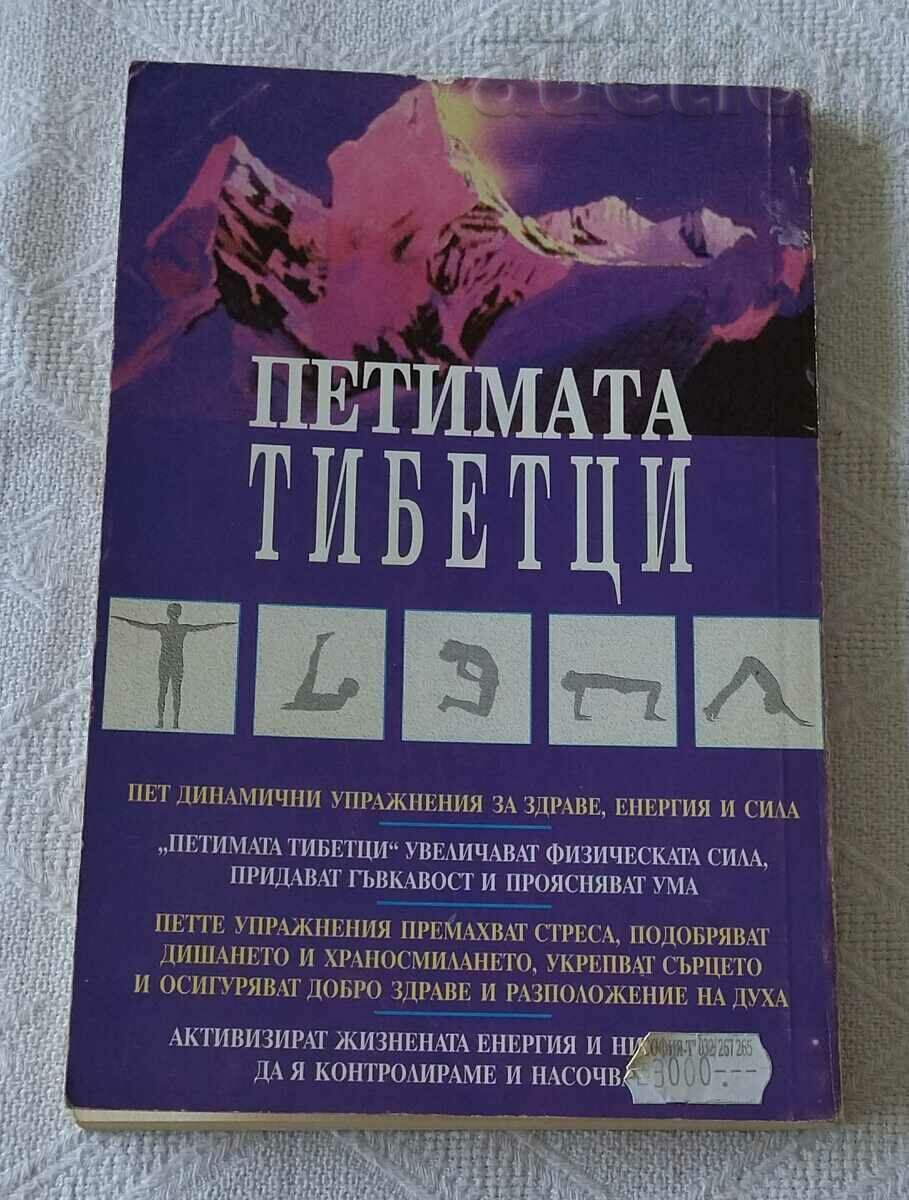 ПЕТИМАТА
ТИБЕТЦИ
ПЕТ ДИНАМИЧНИ УПРАЖНЕНИЯ ЗА ЗДРАВЕ, ЕНЕРГИЯ И СИЛА
„ПЕТИМАТА ТИБЕТЦИ“ УВЕЛИЧАВАТ ФИЗИЧЕСКАТА СИЛА,
ПРИДАВАТ ГЪВКАВОСТ И ПРОЯСНЯВАТ УМА
ПЕТТЕ УПРАЖНЕНИЯ ПРЕМАХВАТ СТРЕСА, ПОДОБРЯВАТ
ДИШАНЕТО И ХРАНОСМИЛАНЕТО, УКРЕПВАТ СЪРЦЕТО
И ОСИГУРЯВАТ ДОБРО ЗДРАВЕ И РАЗПОЛОЖЕНИЕ НА ДУХА
АКТИВИЗИРАТ ЖИЗНЕНАТА ЕНЕРГИЯ И
ДА Я КОНТРОЛИРАМЕ И
032/267265
3000.---